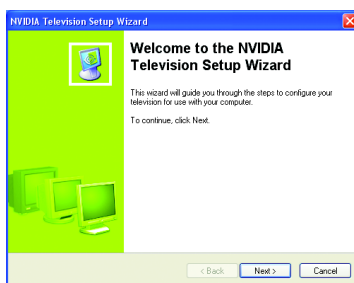 NVIDIA Television Setup Wizard
Welcome to the NVIDIA
Television Setup Wizard
This wizard will guide you through the steps to configure your
television for use with your computer.
To continue, click Next.
< Back
Next >
Cancel